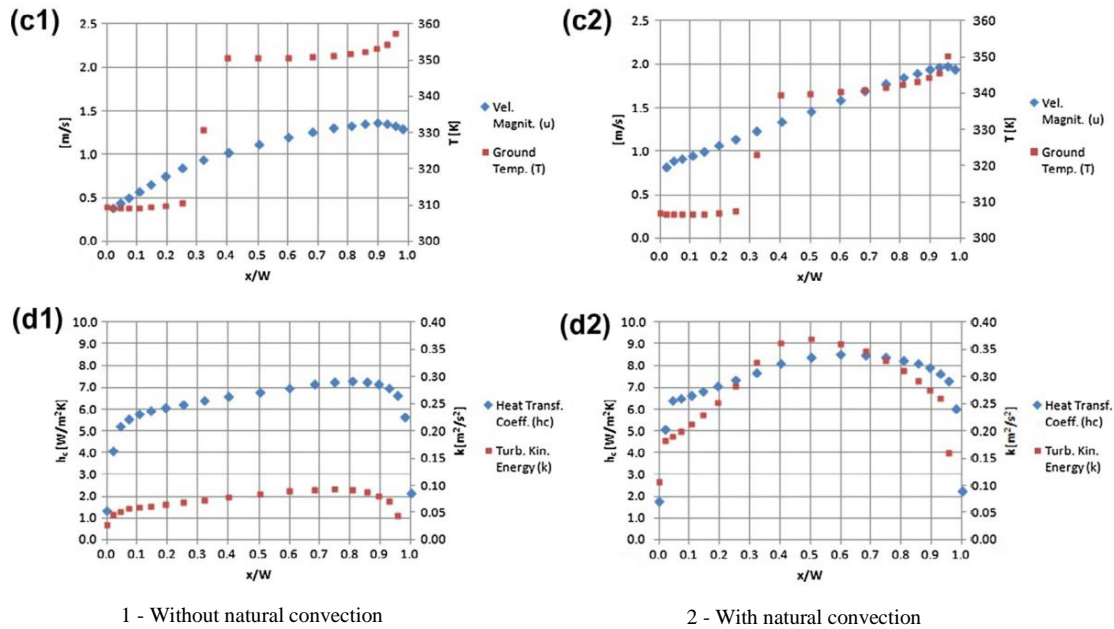 (c1)
2.5
2.0
1.5
1.0
0.5
0.0
[m/s]
360
350
340
330
320
310
300
T [K]
0.0 0.1 0.2 0.3 0.4 0.5 0.6 0.7 0.8 0.9 1.0
x/W
Vel.
Magnit. (u)
Ground
Temp. (T)
(c2)
2.5
2.0
1.5
1.0
0.5
0.0
[m/s]
360
350
340
330
320
310
300
T [K]
0.0 0.1 0.2 0.3 0.4 0.5 0.6 0.7 0.8 0.9 1.0
x/W
Vel.
Magnit. (u)
Ground
Temp. (T)
(d1)
10.0
9.0
8.0
7.0
6.0
5.0
4.0
3.0
2.0
1.0
0.0
hc [W/m²K]
0.40
0.35
0.30
0.25
0.20
0.15
0.10
0.05
0.00
k[m²/s²]
0.0 0.1 0.2 0.3 0.4 0.5 0.6 0.7 0.8 0.9 1.0
x/W
Heat Transf.
Coeff. (hc)
Turb. Kin.
Energy (k)
(d2)
10.0
9.0
8.0
7.0
6.0
5.0
4.0
3.0
2.0
1.0
0.0
hc [W/m²K]
0.40
0.35
0.30
0.25
0.20
0.15
0.10
0.05
0.00
k[m²/s²]
0.0 0.1 0.2 0.3 0.4 0.5 0.6 0.7 0.8 0.9 1.0
x/W
Heat Transf.
Coeff. (hc)
Turb. Kin.
Energy (k)
1 - Without natural convection
2 - With natural convection